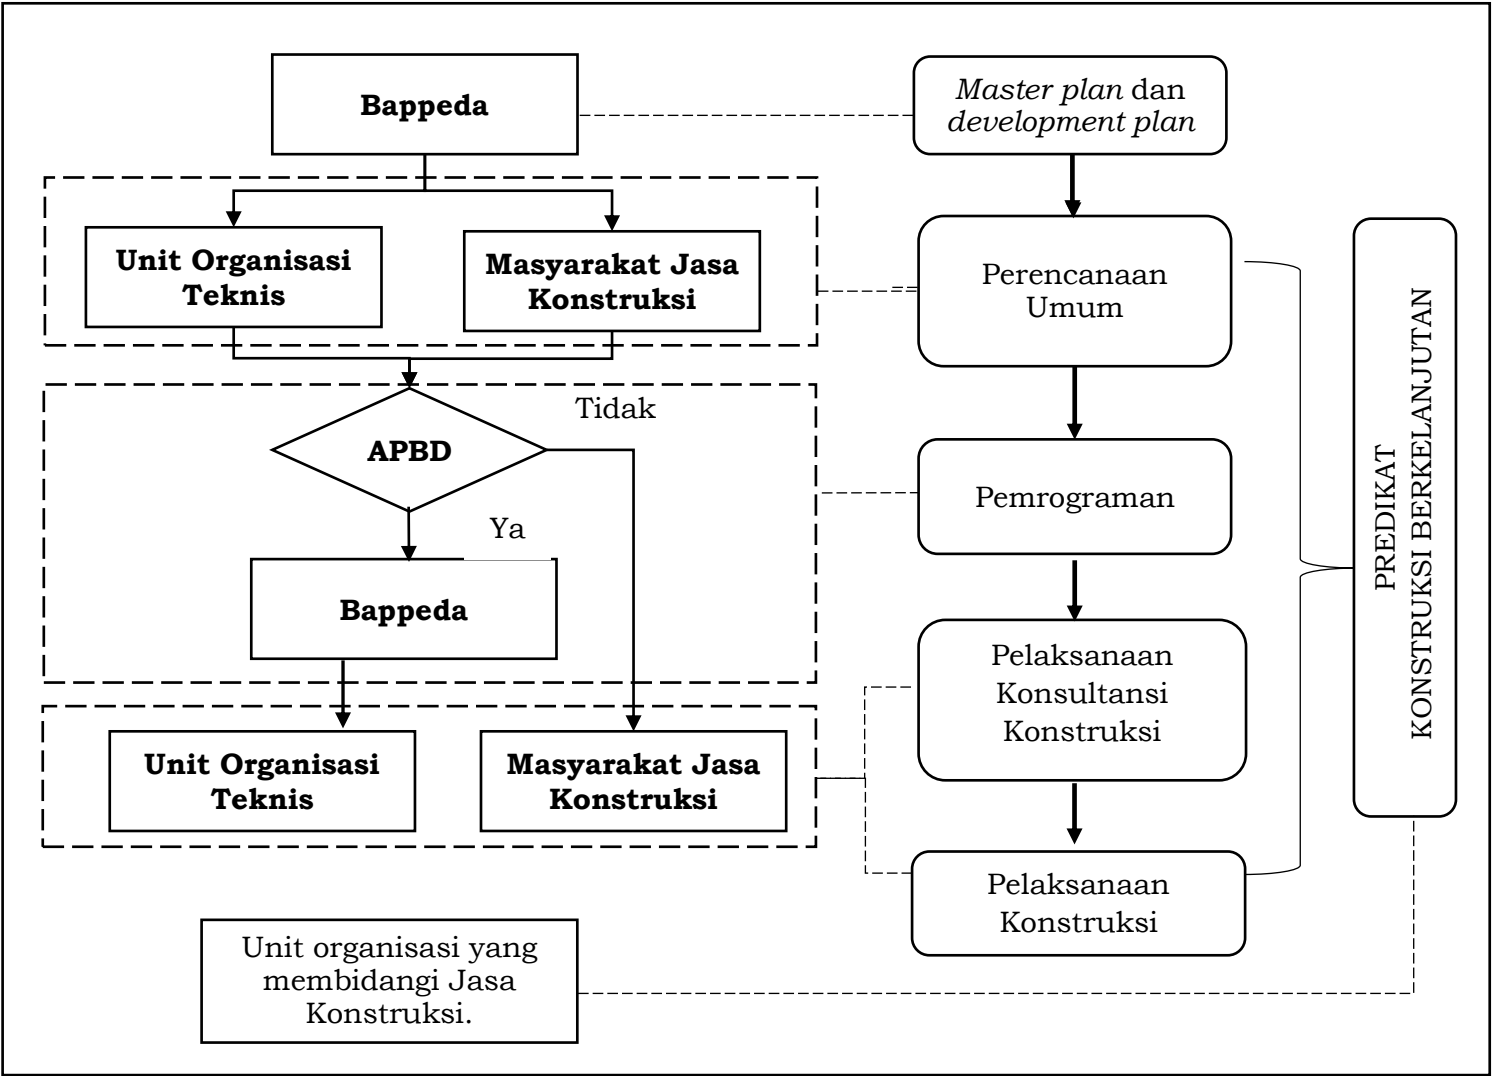 Bappeda
Master plan dan
development plan
Unit Organisasi
Teknis
Masyarakat Jasa
Konstruksi
Perencanaan
Umum
Tidak
APBD
Ya
Pemrograman
Bappeda
Pelaksanaan
Konsultansi
Konstruksi
Unit Organisasi
Teknis
Masyarakat Jasa
Konstruksi
Pelaksanaan
Konstruksi
Unit organisasi yang
membidangi Jasa
Konstruksi.
PREDIKAT
KONSTRUKSI BERKELANJUTAN